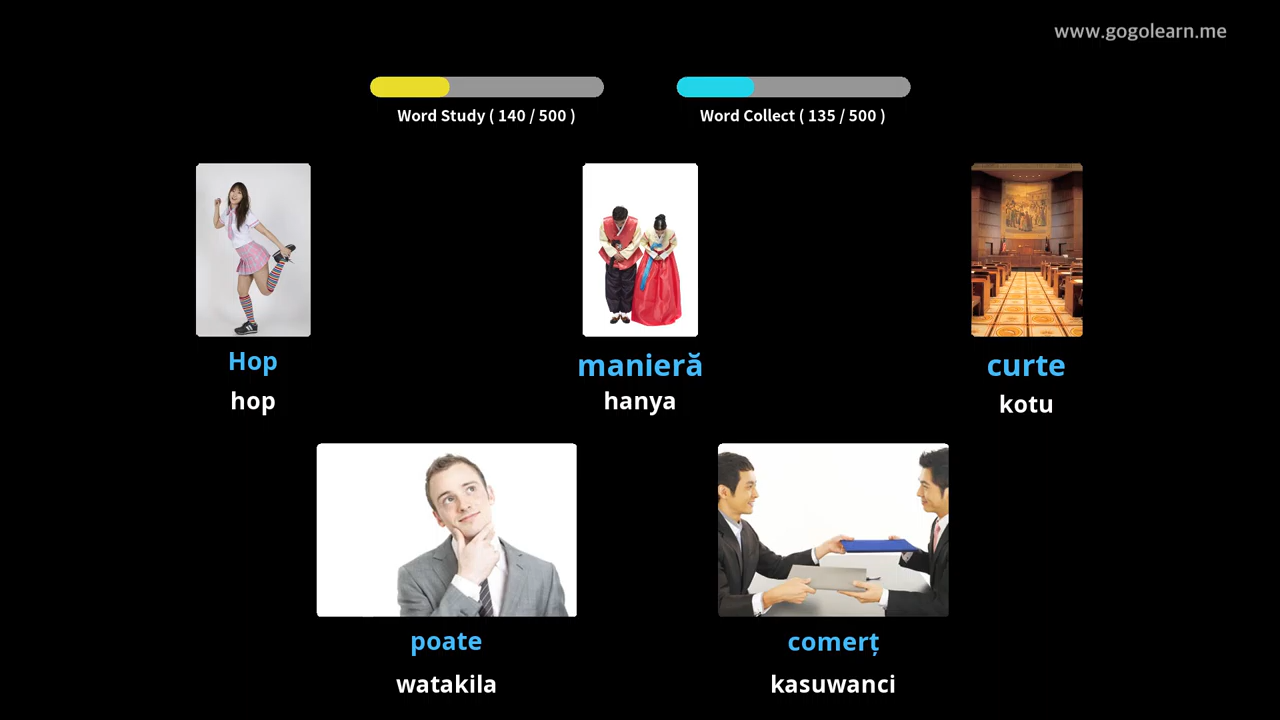 www.gogolearn.me
Word Study ( 140 / 500 )
Word Collect ( 135 / 500 )
Hop
hop
manieră
hanya
curte
kotu
poate
watakila
comerț
kasuwanci